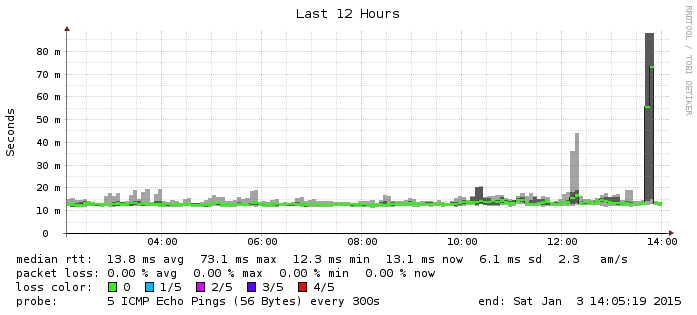 Last 12 Hours
RRDTOOL / TOBI OETIKER
Seconds
80 m
70 m
60 m
50 m
40 m
30 m
20 m
10 m
0
04:00 06:00 08:00 10:00 12:00 14:00
median rtt: 13.8 ms avg 73.1 ms max 12.3 ms min 13.1 ms now 6.1 ms sd 2.3 am/s
packet loss: 0.00 % avg 0.00 % max 0.00 % min 0.00 % now
loss color: 0 1/5 2/5 3/5 4/5
probe: 5 ICMP Echo Pings (56 Bytes) every 300s end: Sat Jan 3 14:05:19 2015